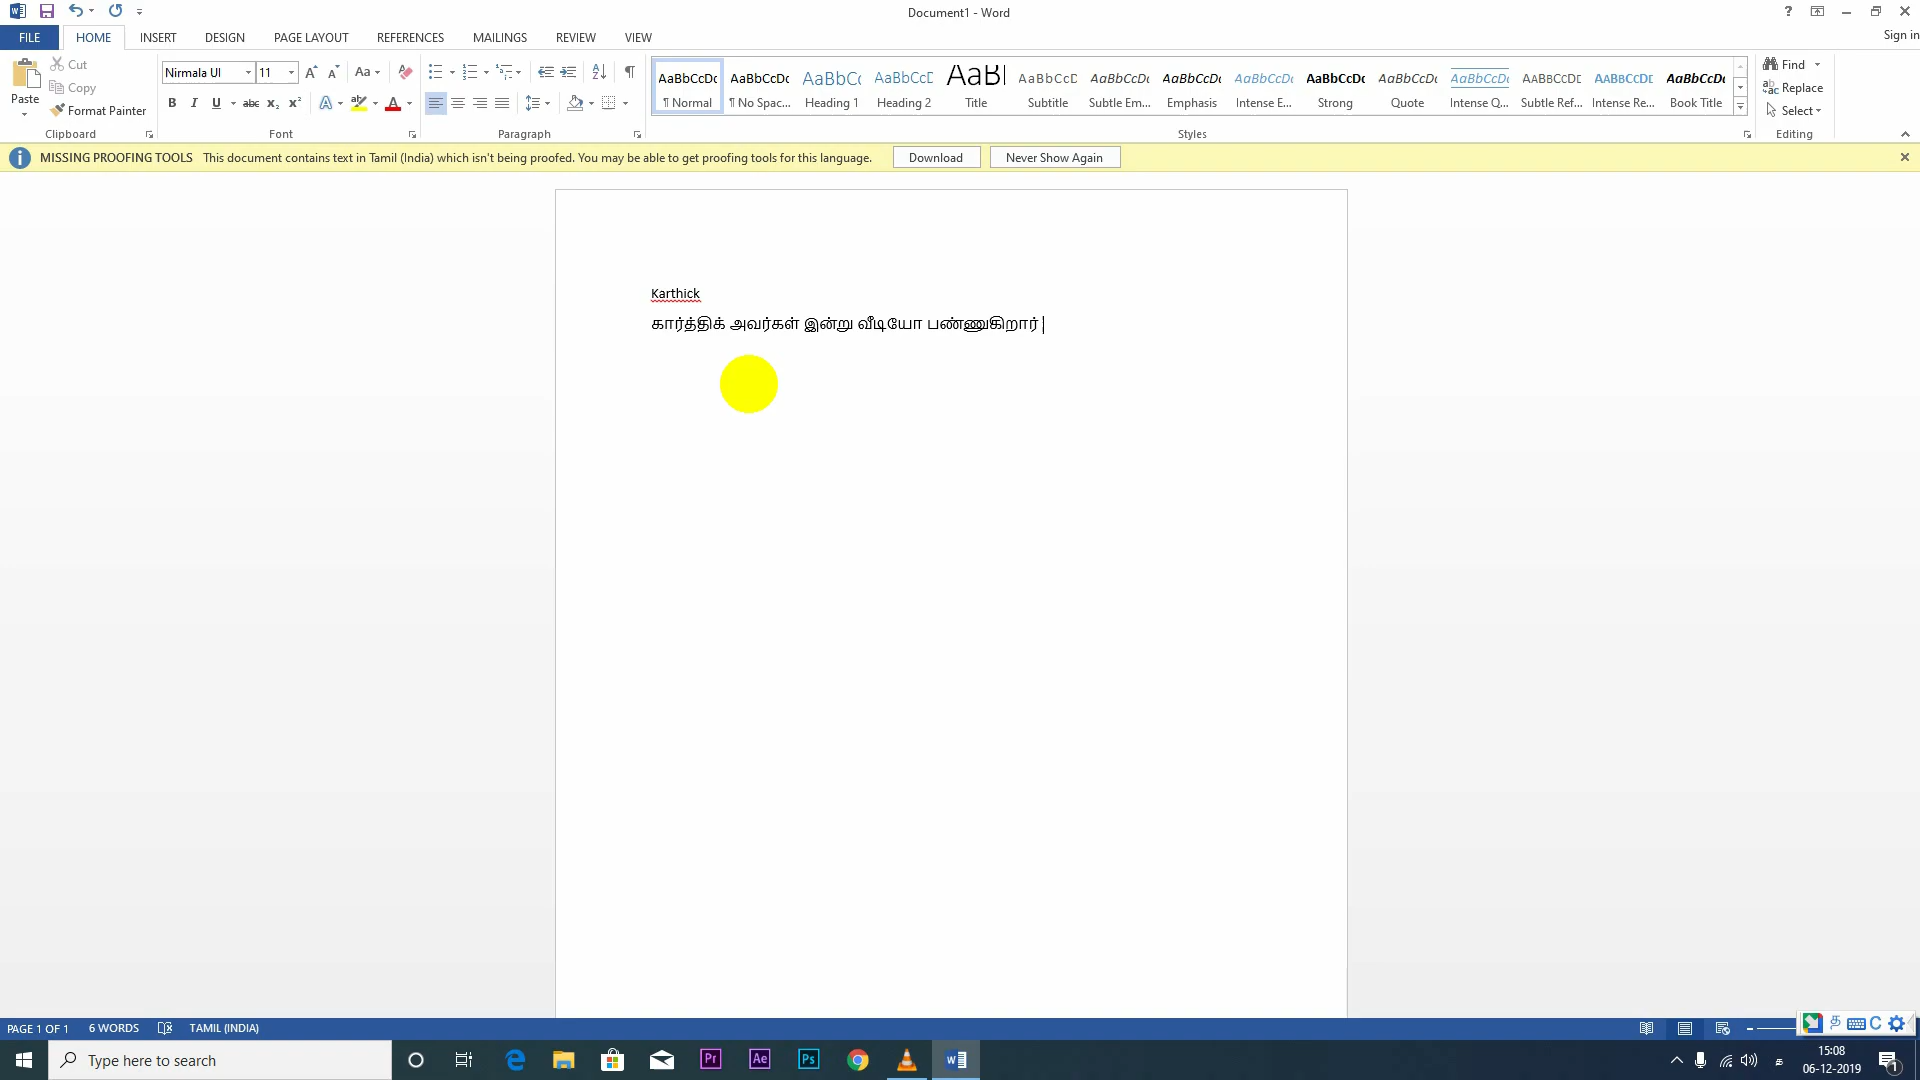 Document1 - Word
Sign in
FILE HOME INSERT DESIGN PAGE LAYOUT REFERENCES MAILINGS REVIEW VIEW
Paste
Cut
Copy
Format Painter
Clipboard
Nirmala UI 11
Font
Paragraph
AaBbCcDc AaBbCcDc AaBbCc AaBbCcD AaB AaBbCcD AaBbCcDc AaBbCcDc AaBbCcDc AaBbCcDc AaBbCcDc AaBbCcDc AABBCCDE AABBCCDE AaBbCcDc
¶ Normal ¶ No Spac... Heading 1 Heading 2 Title Subtitle Subtle Em... Emphasis Intense E... Strong Quote Intense Q... Subtle Ref... Intense Re... Book Title
Styles
Find
Replace
Select
Editing
MISSING PROOFING TOOLS This document contains text in Tamil (India) which isn't being proofed. You may be able to get proofing tools for this language. Download Never Show Again
Karthick
கார்த்திக் அவர்கள் இன்று வீடியோ பண்ணுகிறார்
PAGE 1 OF 1 6 WORDS TAMIL (INDIA)
Type here to search
Pr Ae Ps
15:08
06-12-2019
1